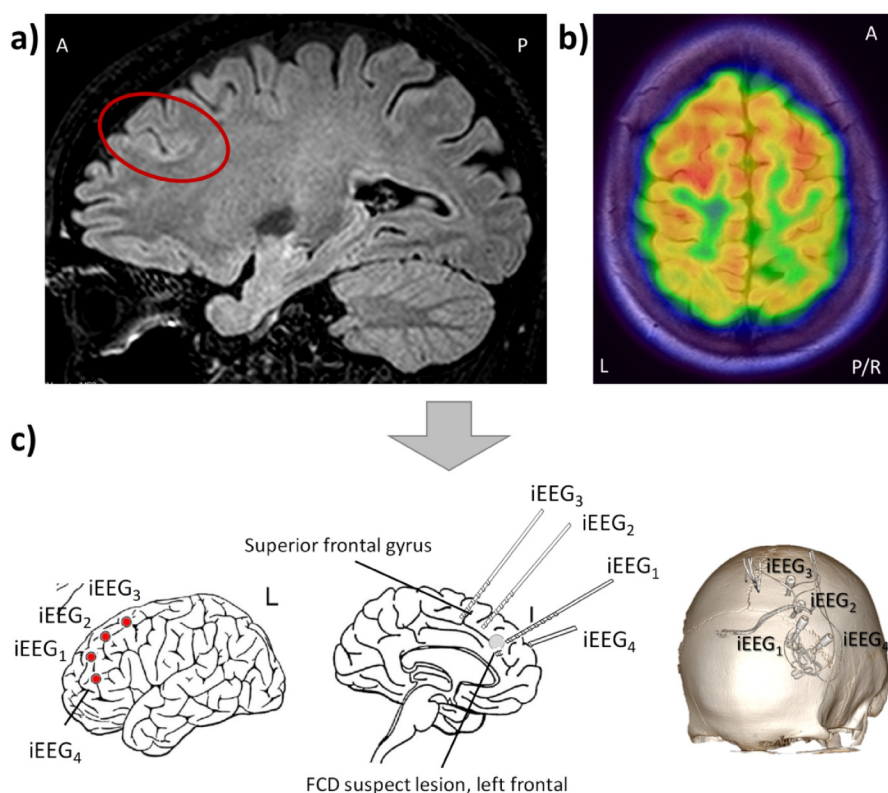 a)
A
P
b)
A
L
P/R
c)
iEEG3
iEEG2
Superior frontal gyrus
iEEG1
iEEG4
iEEG3
iEEG2
iEEG1
iEEG4
L
FCD suspect lesion, left frontal
iEEG3
iEEG2
iEEG1
iEEG4